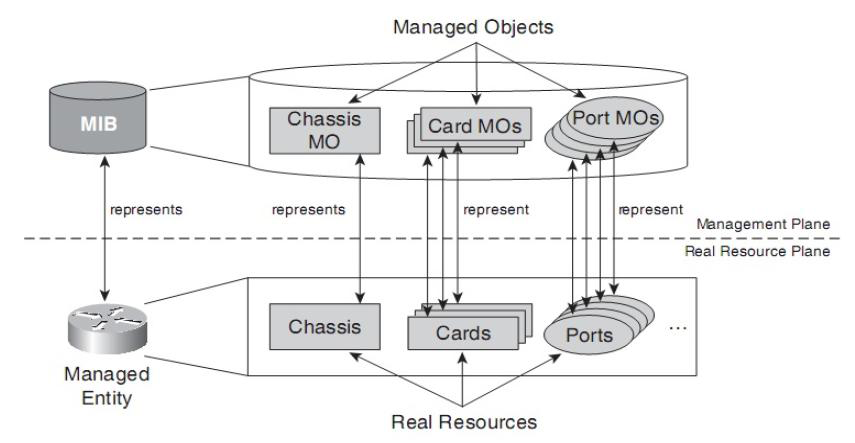 Managed Objects
MIB
Chassis
MO
Card MOs
Port MOs
represents
represents
represent
represent
Management Plane
Real Resource Plane
Chassis
Cards
Ports
...
Managed
Entity
Real Resources